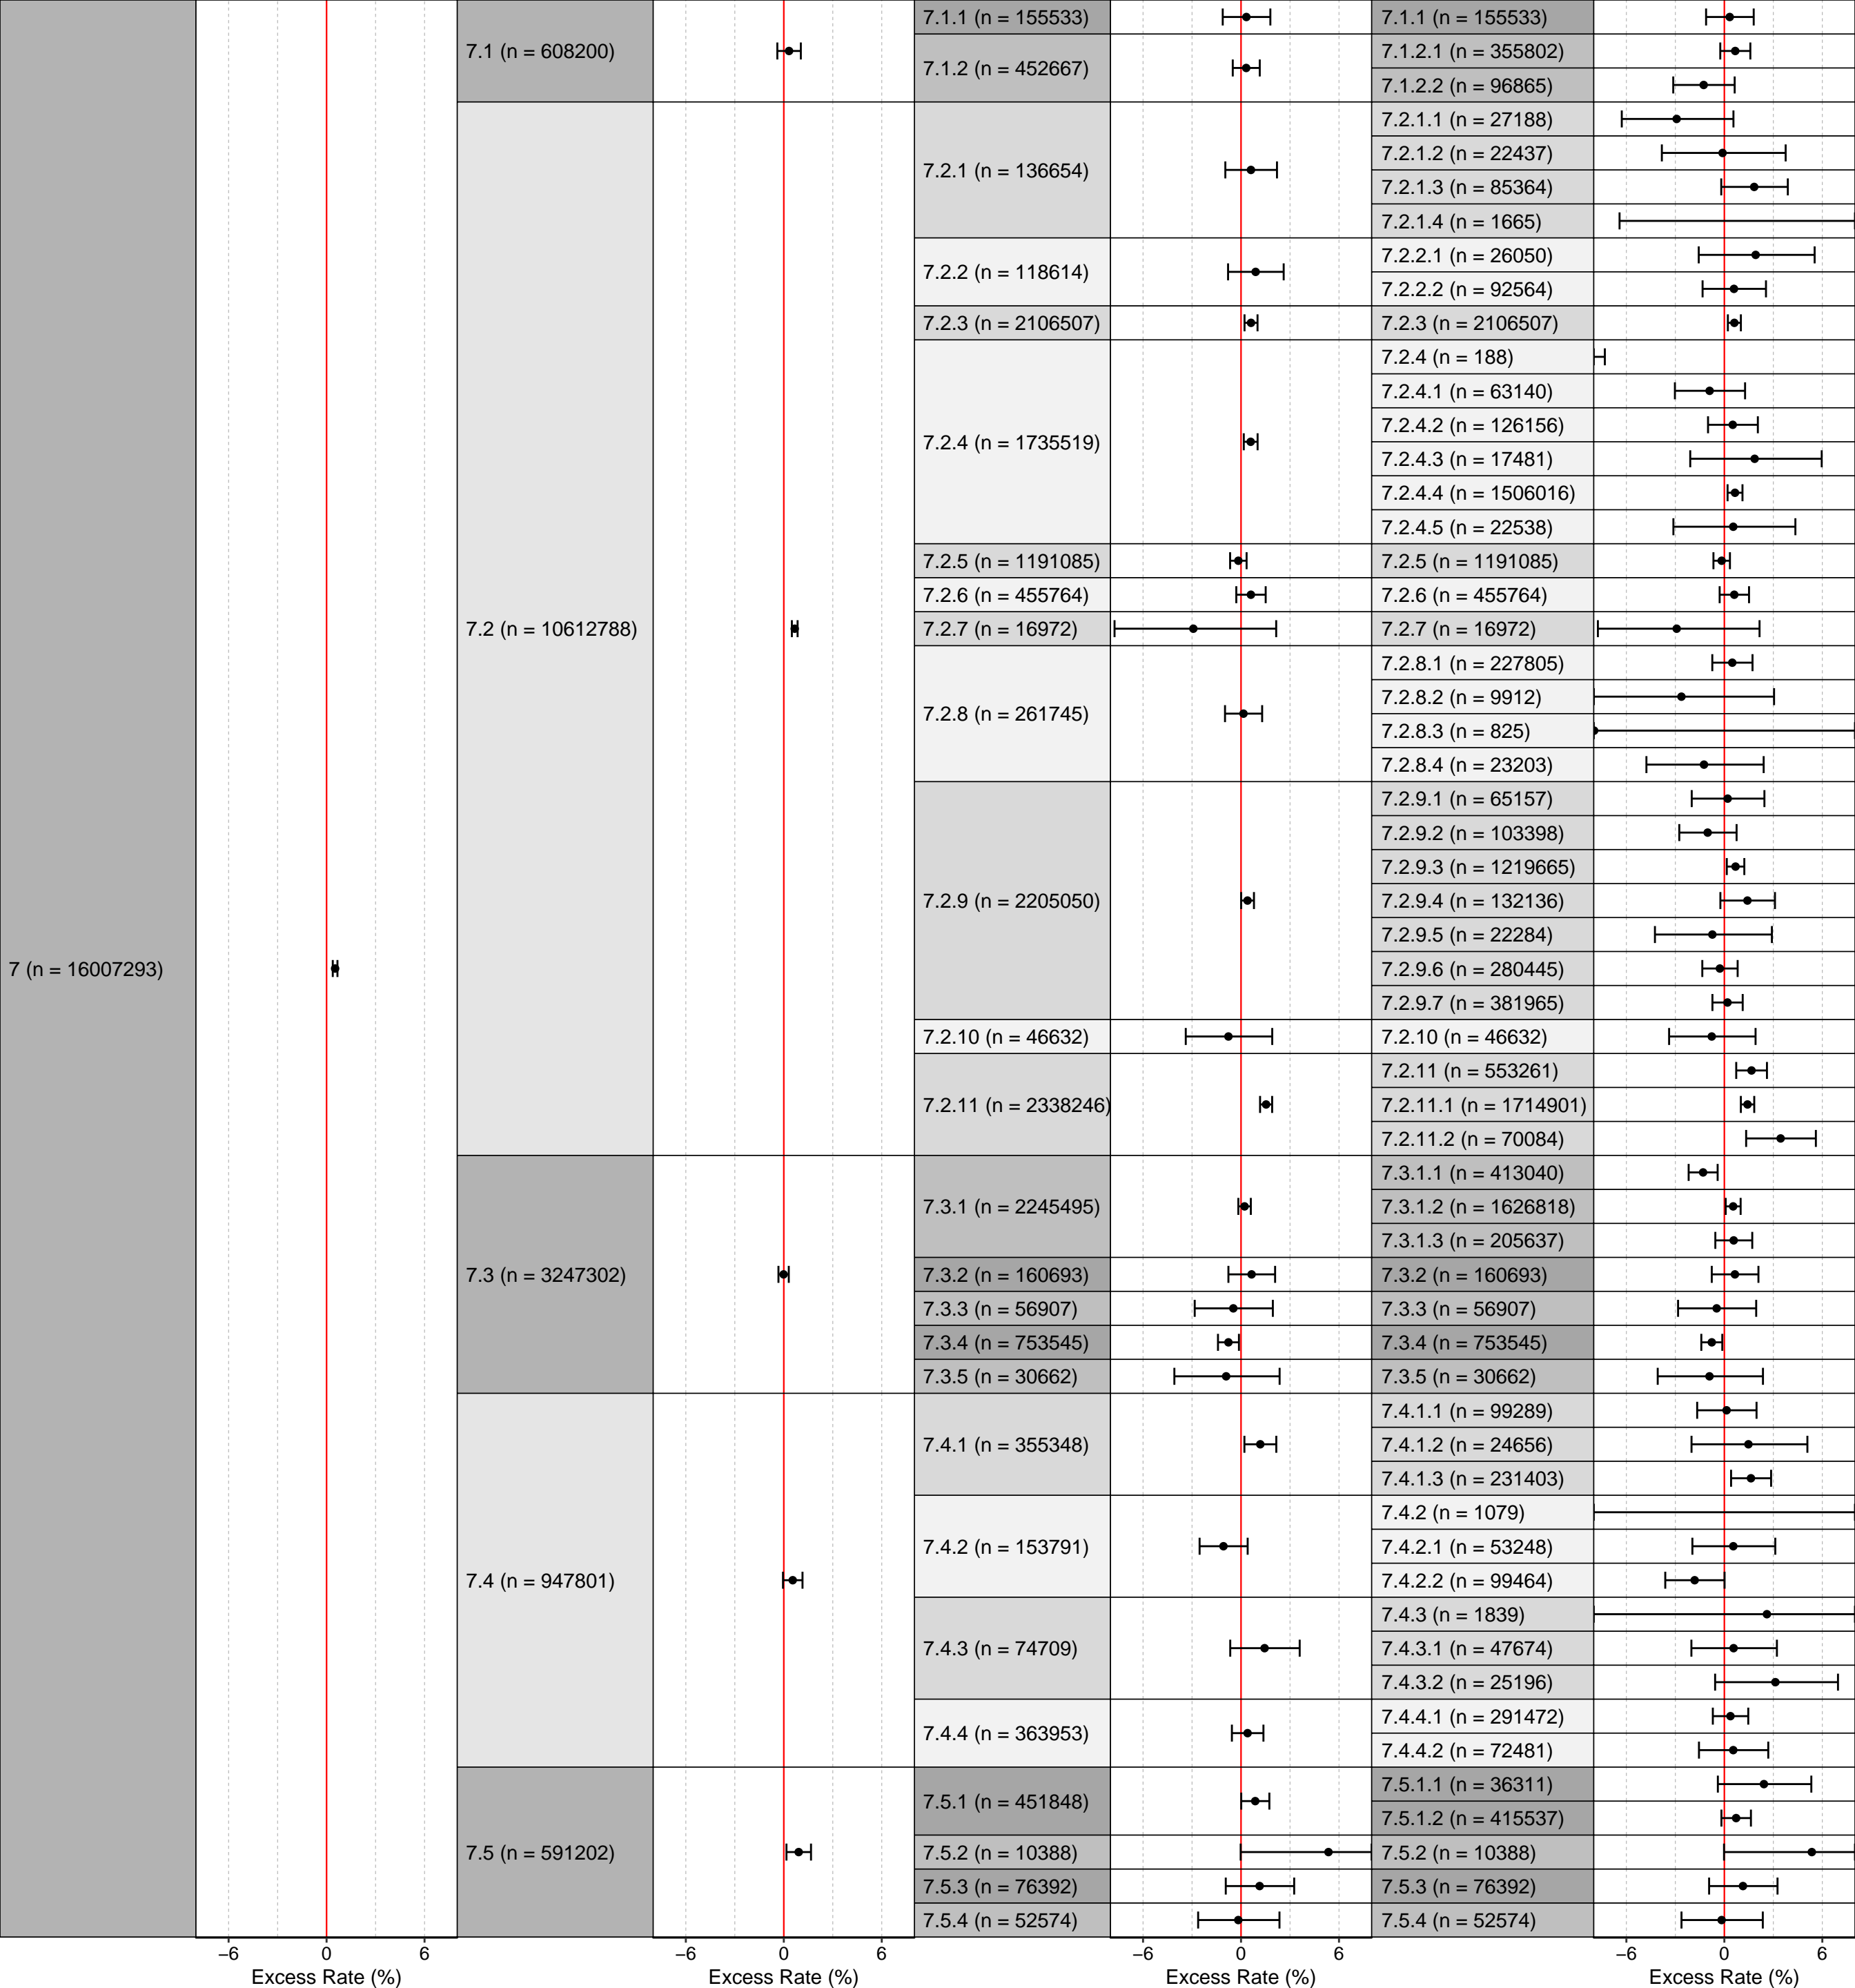 7 (n = 16007293)
7.1 (n = 608200)
7.2 (n = 10612788)
7.3 (n = 3247302)
7.4 (n = 947801)
7.5 (n = 591202)
7.1.1 (n = 155533)
7.1.2 (n = 452667)
7.2.1 (n = 136654)
7.2.2 (n = 118614)
7.2.3 (n = 2106507)
7.2.4 (n = 1735519)
7.2.5 (n = 1191085)
7.2.6 (n = 455764)
7.2.7 (n = 16972)
7.2.8 (n = 261745)
7.2.9 (n = 2205050)
7.2.10 (n = 46632)
7.2.11 (n = 2338246)
7.3.1 (n = 2245495)
7.3.2 (n = 160693)
7.3.3 (n = 56907)
7.3.4 (n = 753545)
7.3.5 (n = 30662)
7.4.1 (n = 355348)
7.4.2 (n = 153791)
7.4.3 (n = 74709)
7.4.4 (n = 363953)
7.5.1 (n = 451848)
7.5.2 (n = 10388)
7.5.3 (n = 76392)
7.5.4 (n = 52574)
7.1.1 (n = 155533)
7.1.2.1 (n = 355802)
7.1.2.2 (n = 96865)
7.2.1.1 (n = 27188)
7.2.1.2 (n = 22437)
7.2.1.3 (n = 85364)
7.2.1.4 (n = 1665)
7.2.2.1 (n = 26050)
7.2.2.2 (n = 92564)
7.2.3 (n = 2106507)
7.2.4 (n = 188)
7.2.4.1 (n = 63140)
7.2.4.2 (n = 126156)
7.2.4.3 (n = 17481)
7.2.4.4 (n = 1506016)
7.2.4.5 (n = 22538)
7.2.5 (n = 1191085)
7.2.6 (n = 455764)
7.2.7 (n = 16972)
7.2.8.1 (n = 227805)
7.2.8.2 (n = 9912)
7.2.8.3 (n = 825)
7.2.8.4 (n = 23203)
7.2.9.1 (n = 65157)
7.2.9.2 (n = 103398)
7.2.9.3 (n = 1219665)
7.2.9.4 (n = 132136)
7.2.9.5 (n = 22284)
7.2.9.6 (n = 280445)
7.2.9.7 (n = 381965)
7.2.10 (n = 46632)
7.2.11 (n = 553261)
7.2.11.1 (n = 1714901)
7.2.11.2 (n = 70084)
7.3.1.1 (n = 413040)
7.3.1.2 (n = 1626818)
7.3.1.3 (n = 205637)
7.3.2 (n = 160693)
7.3.3 (n = 56907)
7.3.4 (n = 753545)
7.3.5 (n = 30662)
7.4.1.1 (n = 99289)
7.4.1.2 (n = 24656)
7.4.1.3 (n = 231403)
7.4.2 (n = 1079)
7.4.2.1 (n = 53248)
7.4.2.2 (n = 99464)
7.4.3 (n = 1839)
7.4.3.1 (n = 47674)
7.4.3.2 (n = 25196)
7.4.4.1 (n = 291472)
7.4.4.2 (n = 72481)
7.5.1.1 (n = 36311)
7.5.1.2 (n = 415537)
7.5.2 (n = 10388)
7.5.3 (n = 76392)
7.5.4 (n = 52574)
−6 0 6 −6 0 6 −6 0 6 −6 0 6
Excess Rate (%) Excess Rate (%) Excess Rate (%) Excess Rate (%)